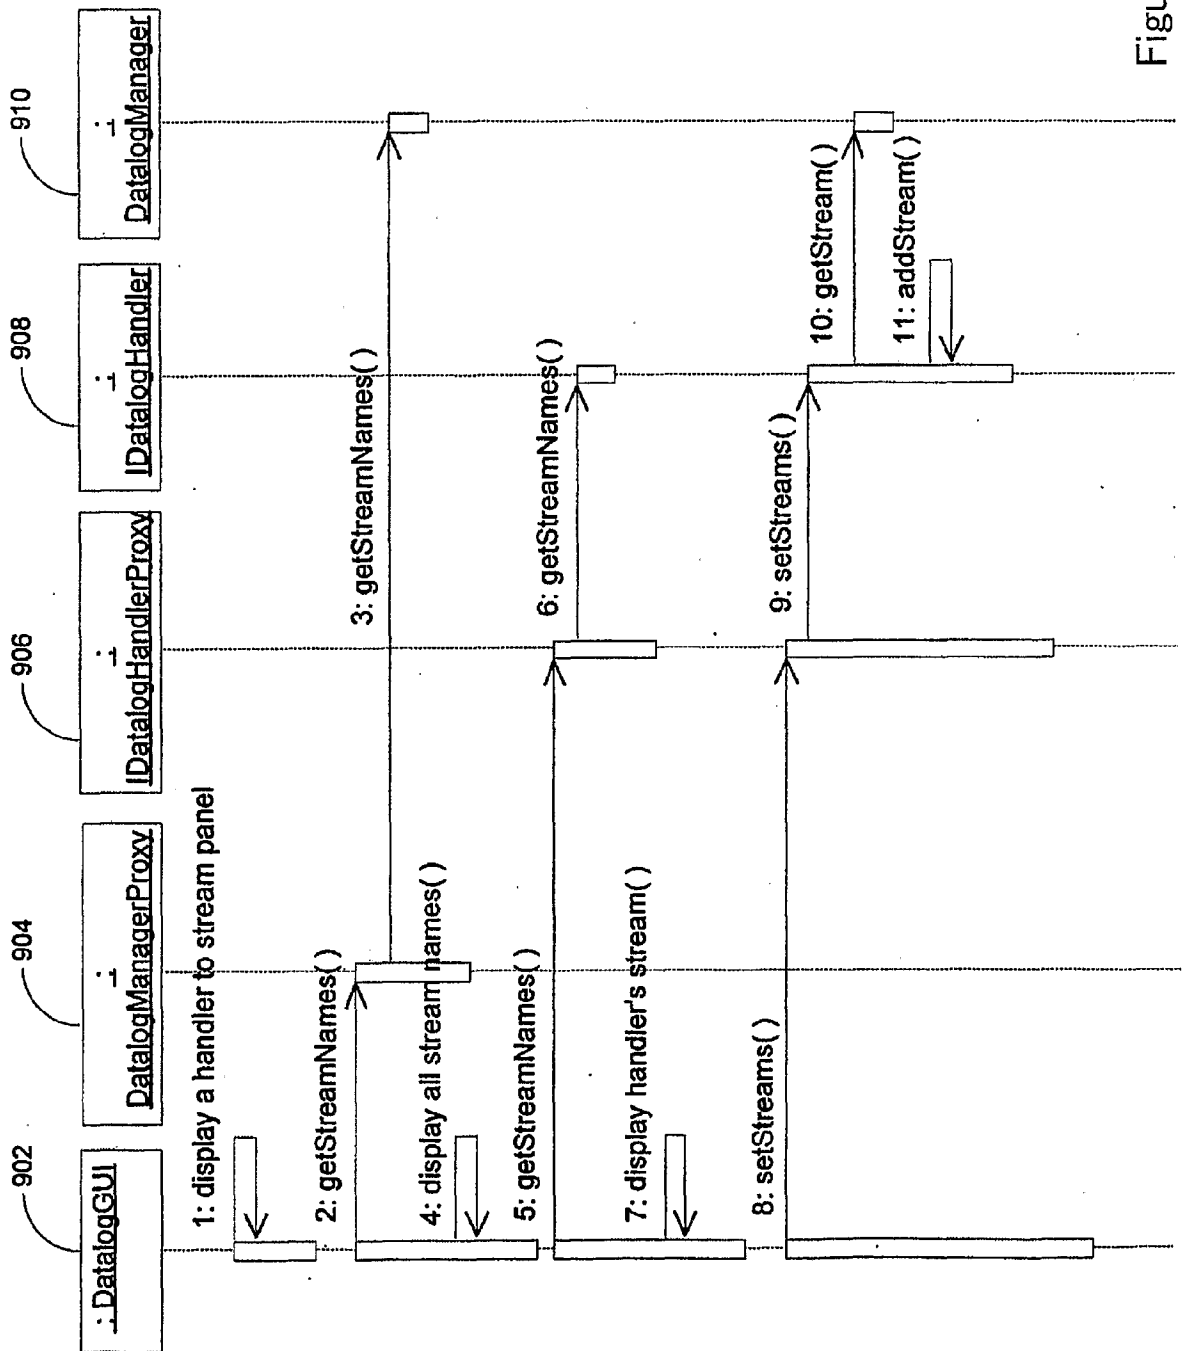 902
904
906
908
910
: DatalogGUI
:
DatalogManagerProxy
:
IDatalogHandlerProxy
:
IDatalogHandler
:
DatalogManager
1: display a handler to stream panel
2: getStreamNames( )
3: getStreamNames( )
4: display all stream names( )
5: getStreamNames( )
6: getStreamNames( )
7: display handler's stream( )
8: setStreams( )
9: setStreams( )
10: getStream( )
11: addStream( )
Figu